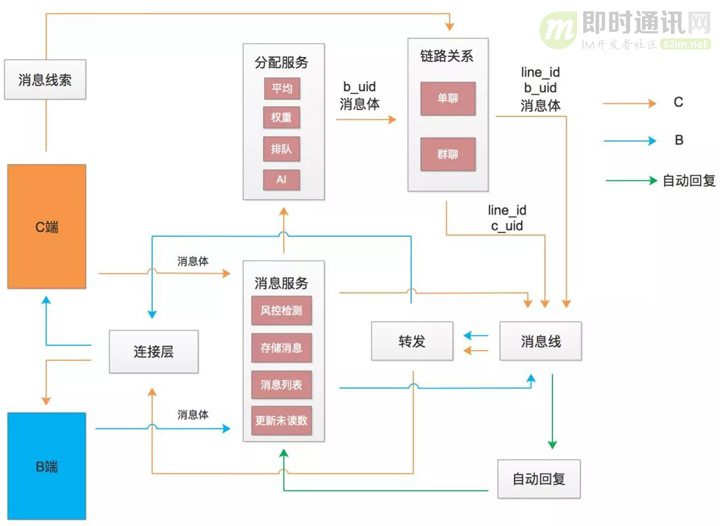 即时通讯网
IM开发者社区 52im.net
消息线索
分配服务
平均
权重
排队
AI
b_uid
消息体
链路关系
单聊
群聊
line_id
b_uid
消息体
C
B
自动回复
C端
消息体
line_id
c_uid
消息服务
风控检测
存储消息
消息列表
更新未读数
连接层
转发
消息线
B端
消息体
自动回复